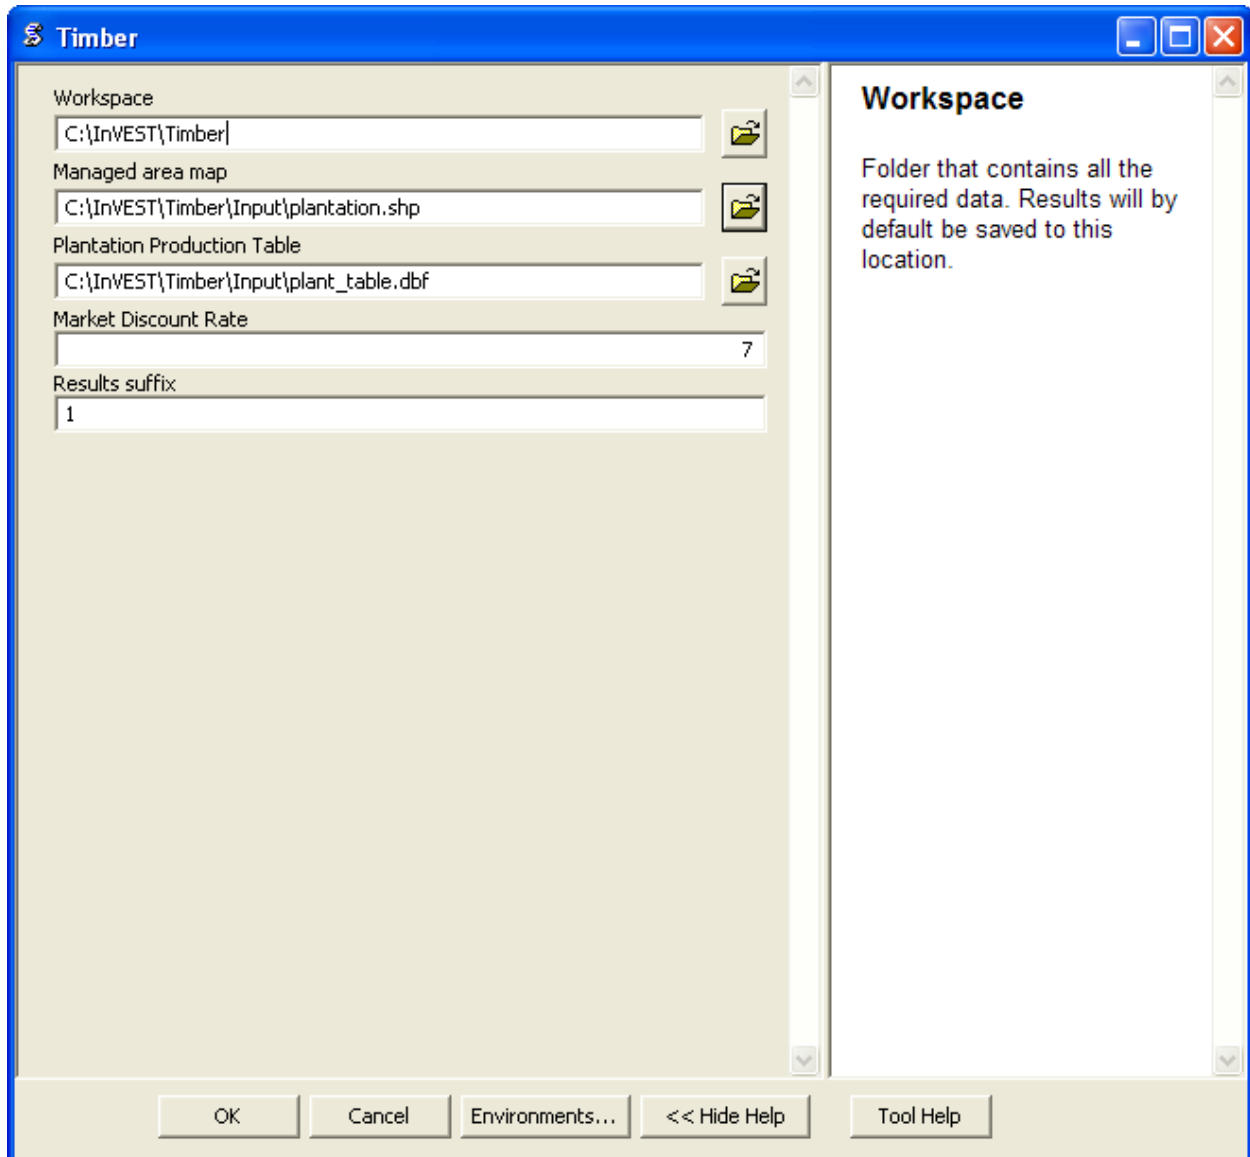 Timber
Workspace
C:\InVEST\Timber
Managed area map
C:\InVEST\Timber\Input\plantation.shp
Plantation Production Table
C:\InVEST\Timber\Input\plant_table.dbf
Market Discount Rate
7
Results suffix
1
Workspace
Folder that contains all the
required data. Results will by
default be saved to this
location.
OK
Cancel
Environments...
<< Hide Help
Tool Help